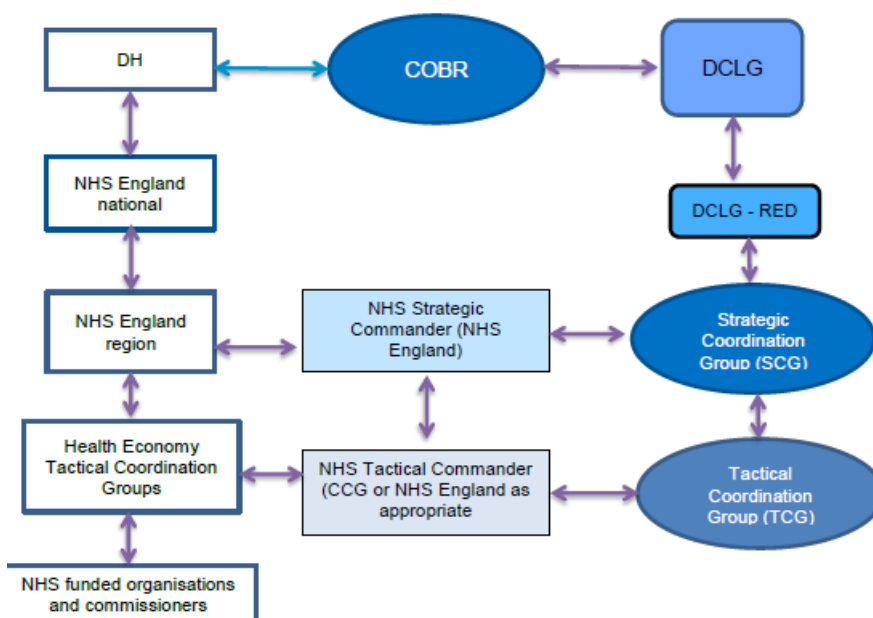 DH
COBR
DCLG
NHS England
national
DCLG - RED
NHS England
region
NHS Strategic
Commander (NHS
England)
Strategic
Coordination
Group (SCG)
Health Economy
Tactical Coordination
Groups
NHS Tactical Commander
(CCG or NHS England as
appropriate
Tactical
Coordination
Group (TCG)
NHS funded organisations
and commissioners